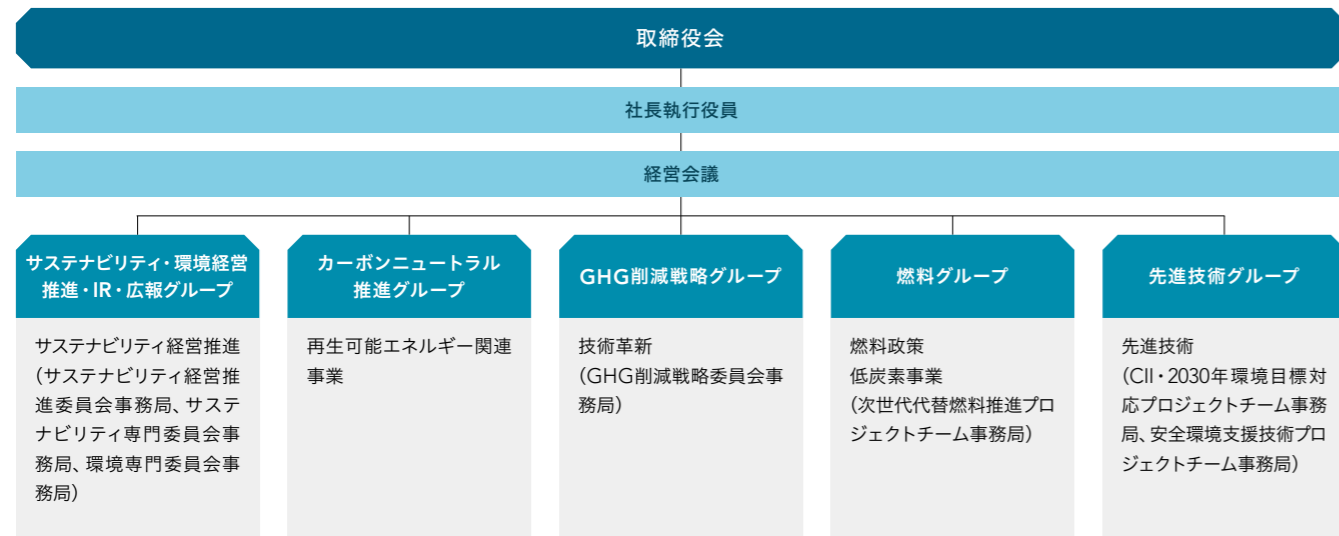 取締役会
社長執行役員
経営会議
サステナビリティ・環境経営
推進・IR・広報グループ
サステナビリティ経営推進
(サステナビリティ経営推
進委員会事務局、サステ
ナビリティ専門委員会事
務局、環境専門委員会事
務局)
カーボンニュートラル
推進グループ
再生可能エネルギー関連
事業
GHG削減戦略グループ
技術革新
(GHG削減戦略委員会事
務局)
燃料グループ
燃料政策
低炭素事業
(次世代代替燃料推進プロ
ジェクトチーム事務局)
先進技術グループ
先進技術
(CII・2030年環境目標対
応プロジェクトチーム事務
局、安全環境支援技術プロ
ジェクトチーム事務局)